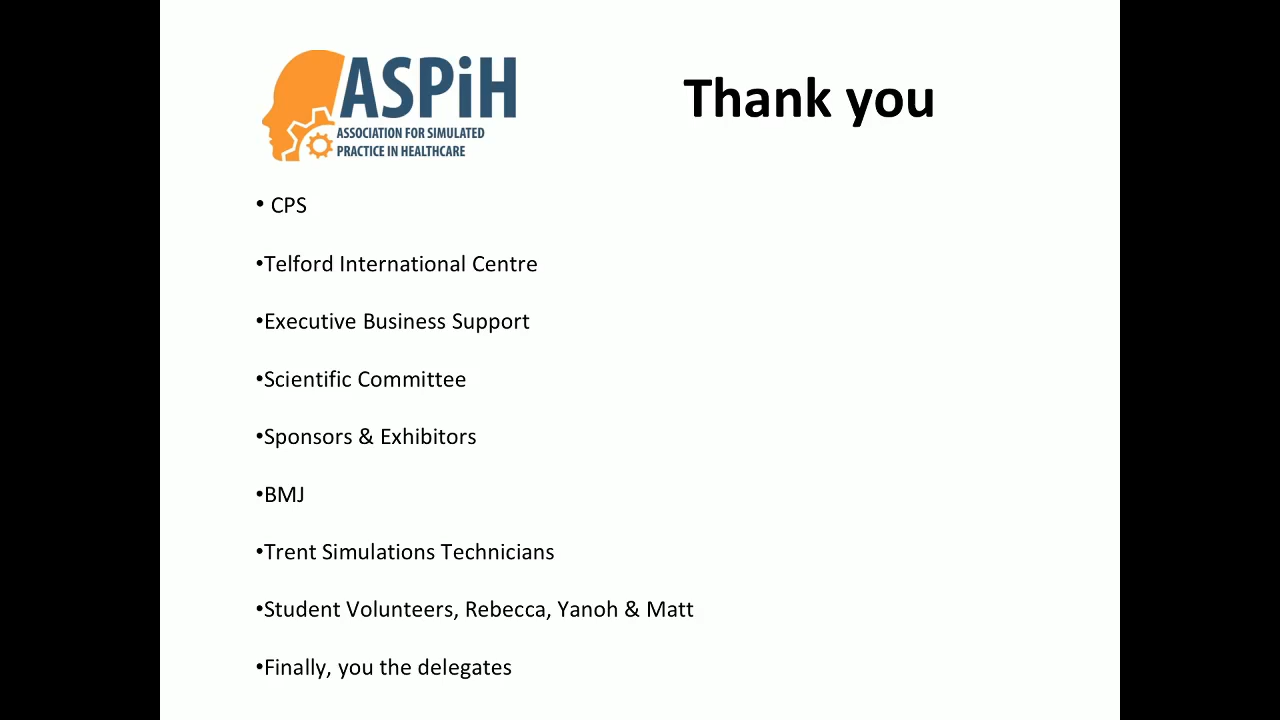 ASPiH
ASSOCIATION FOR SIMULATED
PRACTICE IN HEALTHCARE
Thank you
• CPS
•Telford International Centre
•Executive Business Support
•Scientific Committee
•Sponsors & Exhibitors
•BMJ
•Trent Simulations Technicians
•Student Volunteers, Rebecca, Yanoh & Matt
•Finally, you the delegates